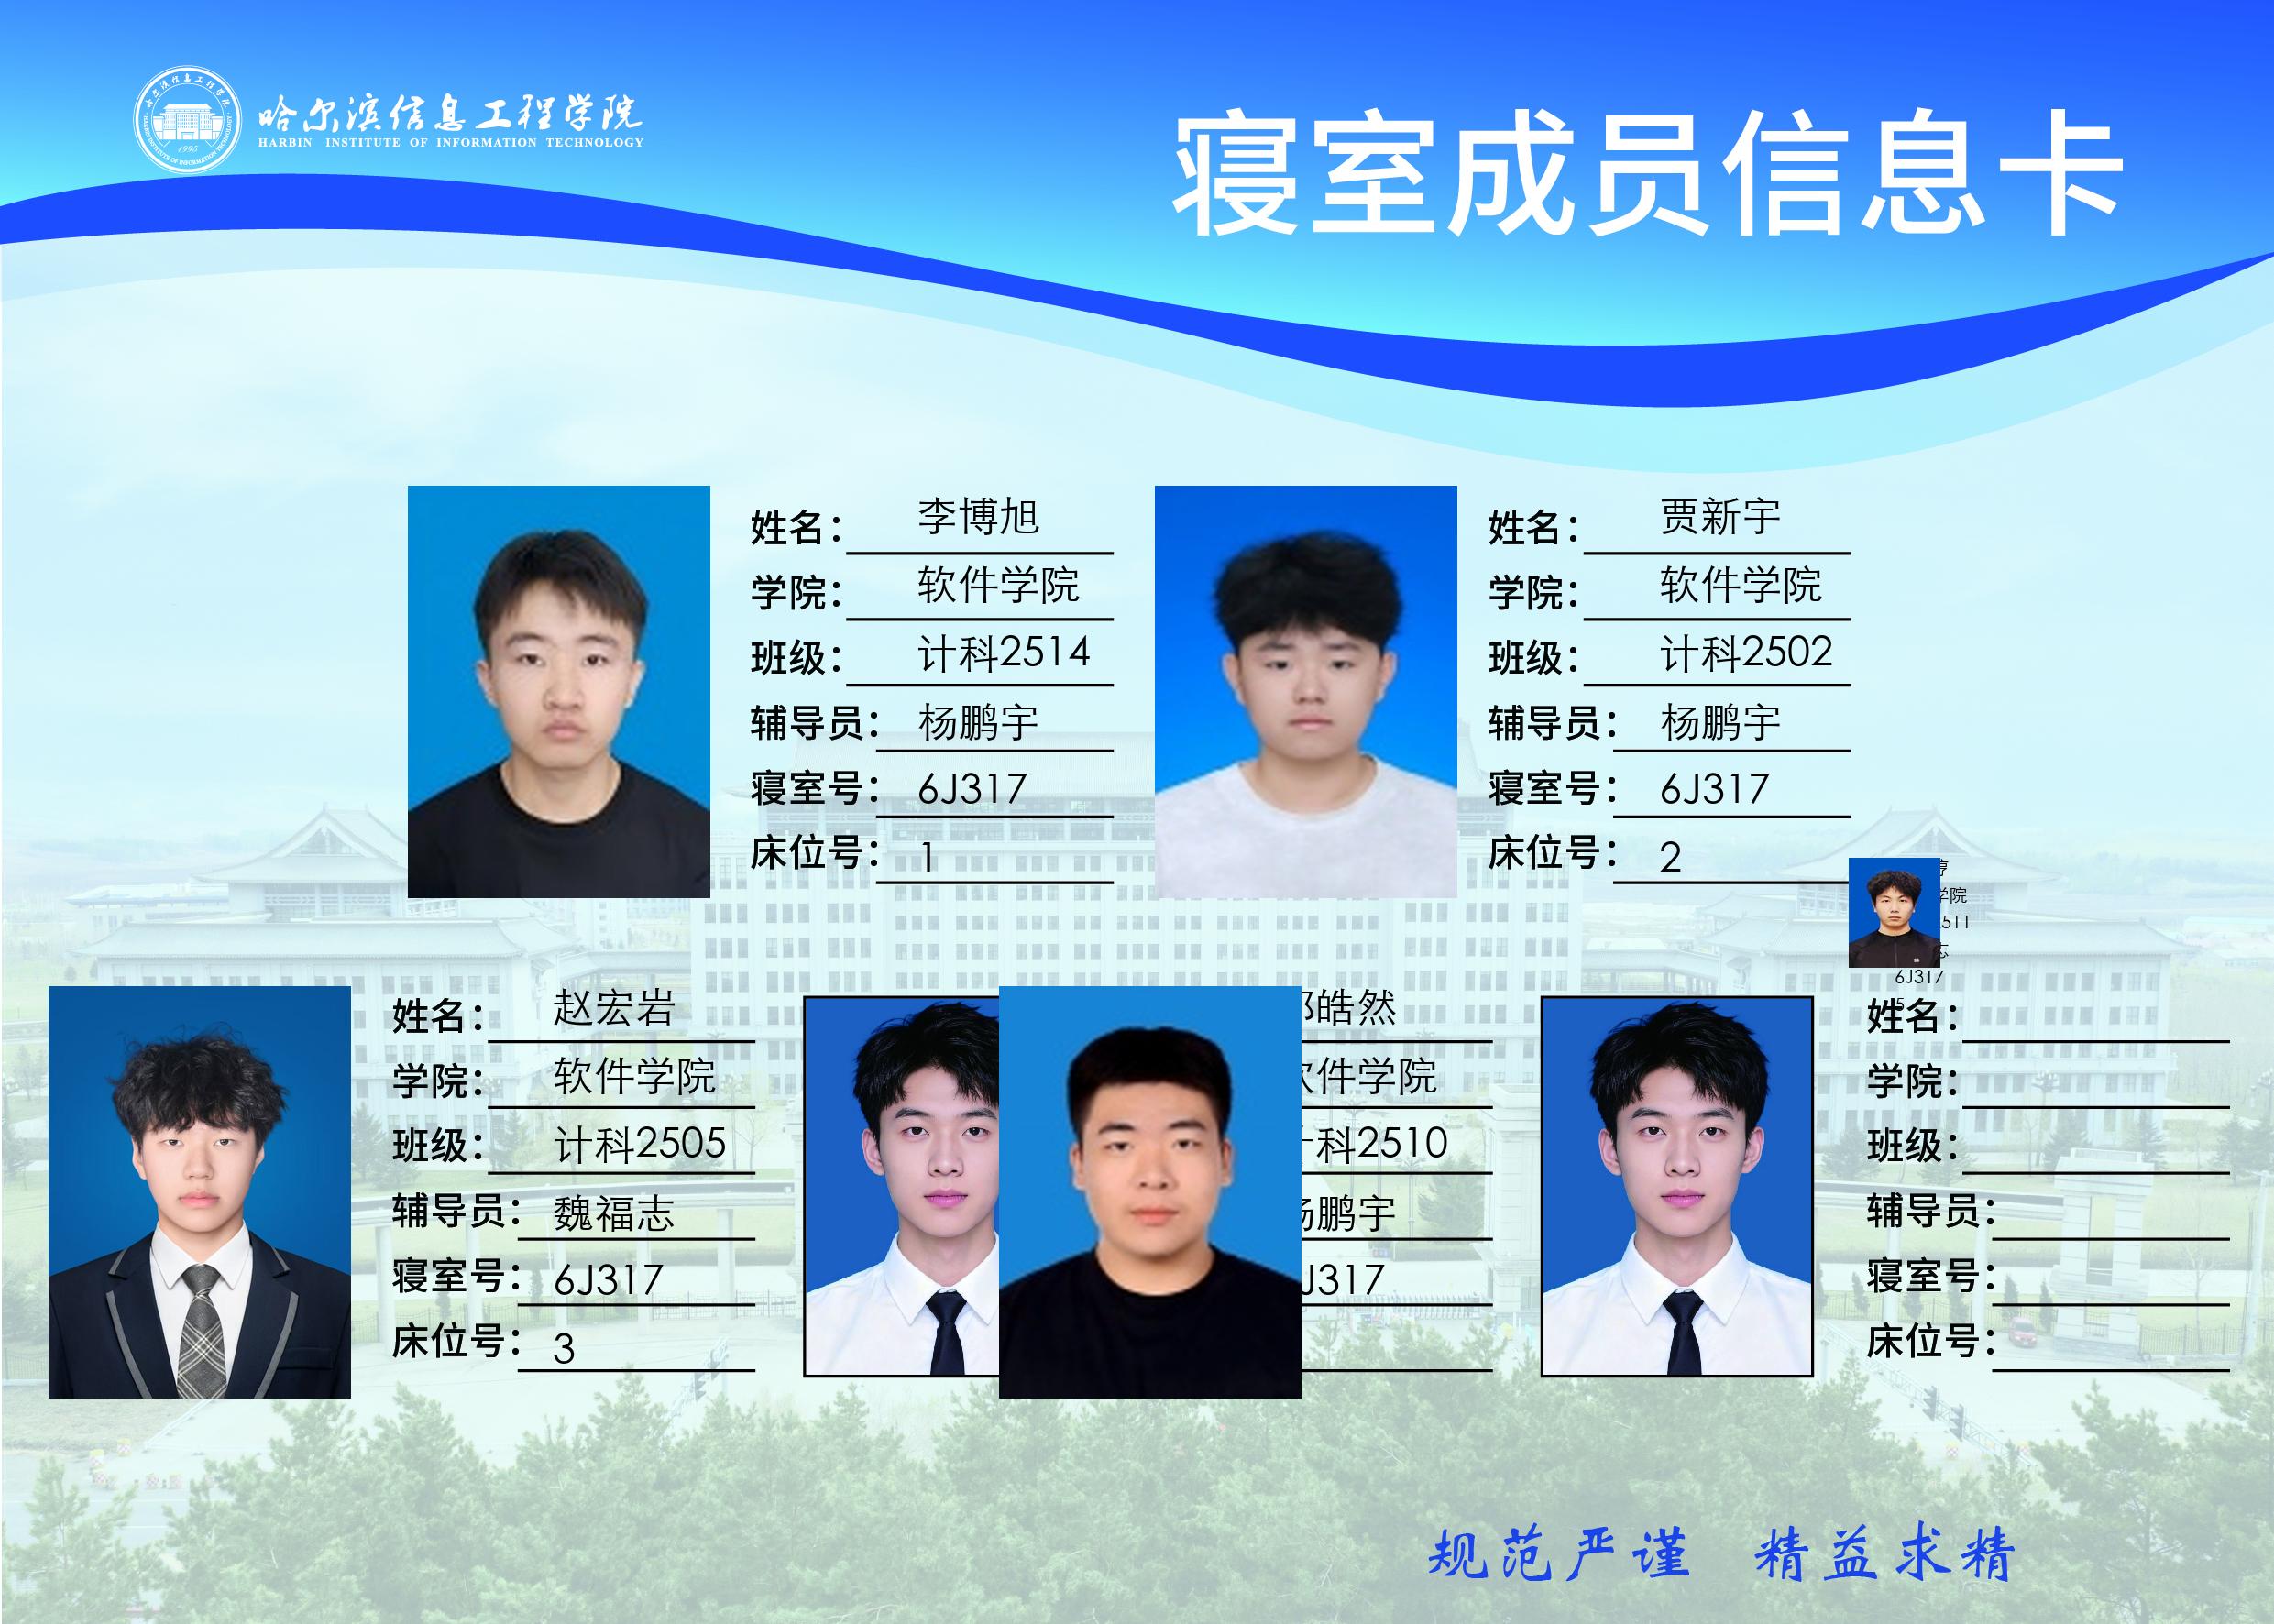 哈尔滨信息工程学院
HARBIN INSTITUTE OF INFORMATION TECHNOLOGY
1995
寝室成员信息卡
姓名： 李博旭
学院： 软件学院
班级： 计科2514
辅导员： 杨鹏宇
寝室号： 6J317
床位号： 1
姓名： 贾新宇
学院： 软件学院
班级： 计科2502
辅导员： 杨鹏宇
寝室号： 6J317
床位号： 2
学院
511
志
6J317
5
姓名： 赵宏岩
学院： 软件学院
班级： 计科2505
辅导员： 魏福志
寝室号： 6J317
床位号： 3
皓然
件学院
科2510
鹏宇
J317
姓名：
学院：
班级：
辅导员：
寝室号：
床位号：
规范严谨 精益求精